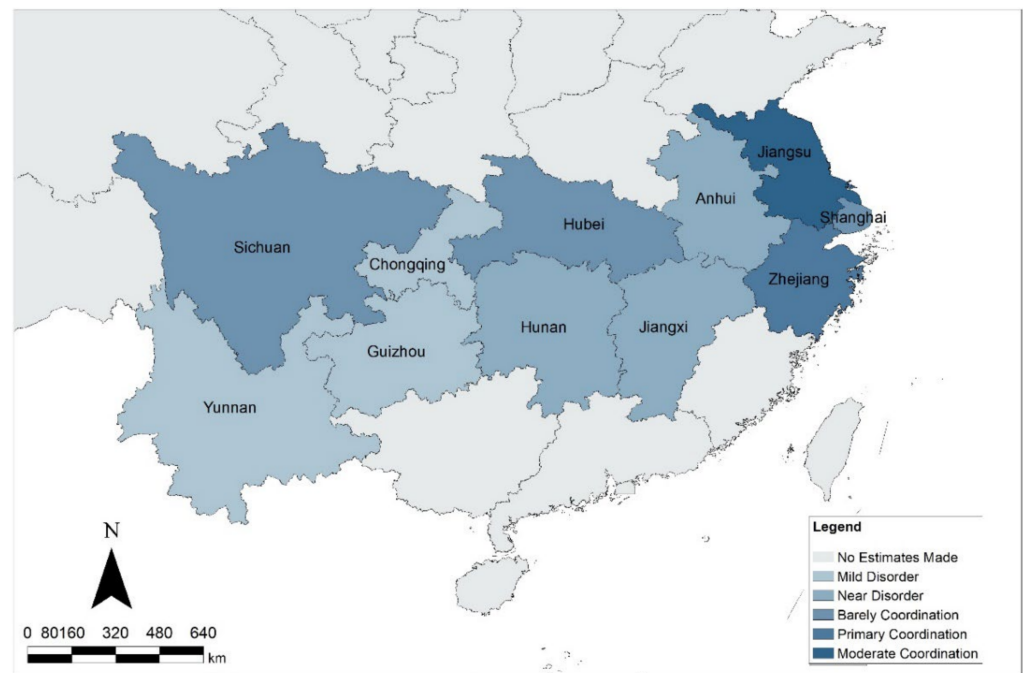 Jiangsu
Anhui
Shanghai
Hubei
Sichuan
Chongqing
Zhejiang
Hunan
Jiangxi
Guizhou
Yunnan
N
0 80160 320 480 640
km
Legend
No Estimates Made
Mild Disorder
Near Disorder
Barely Coordination
Primary Coordination
Moderate Coordination